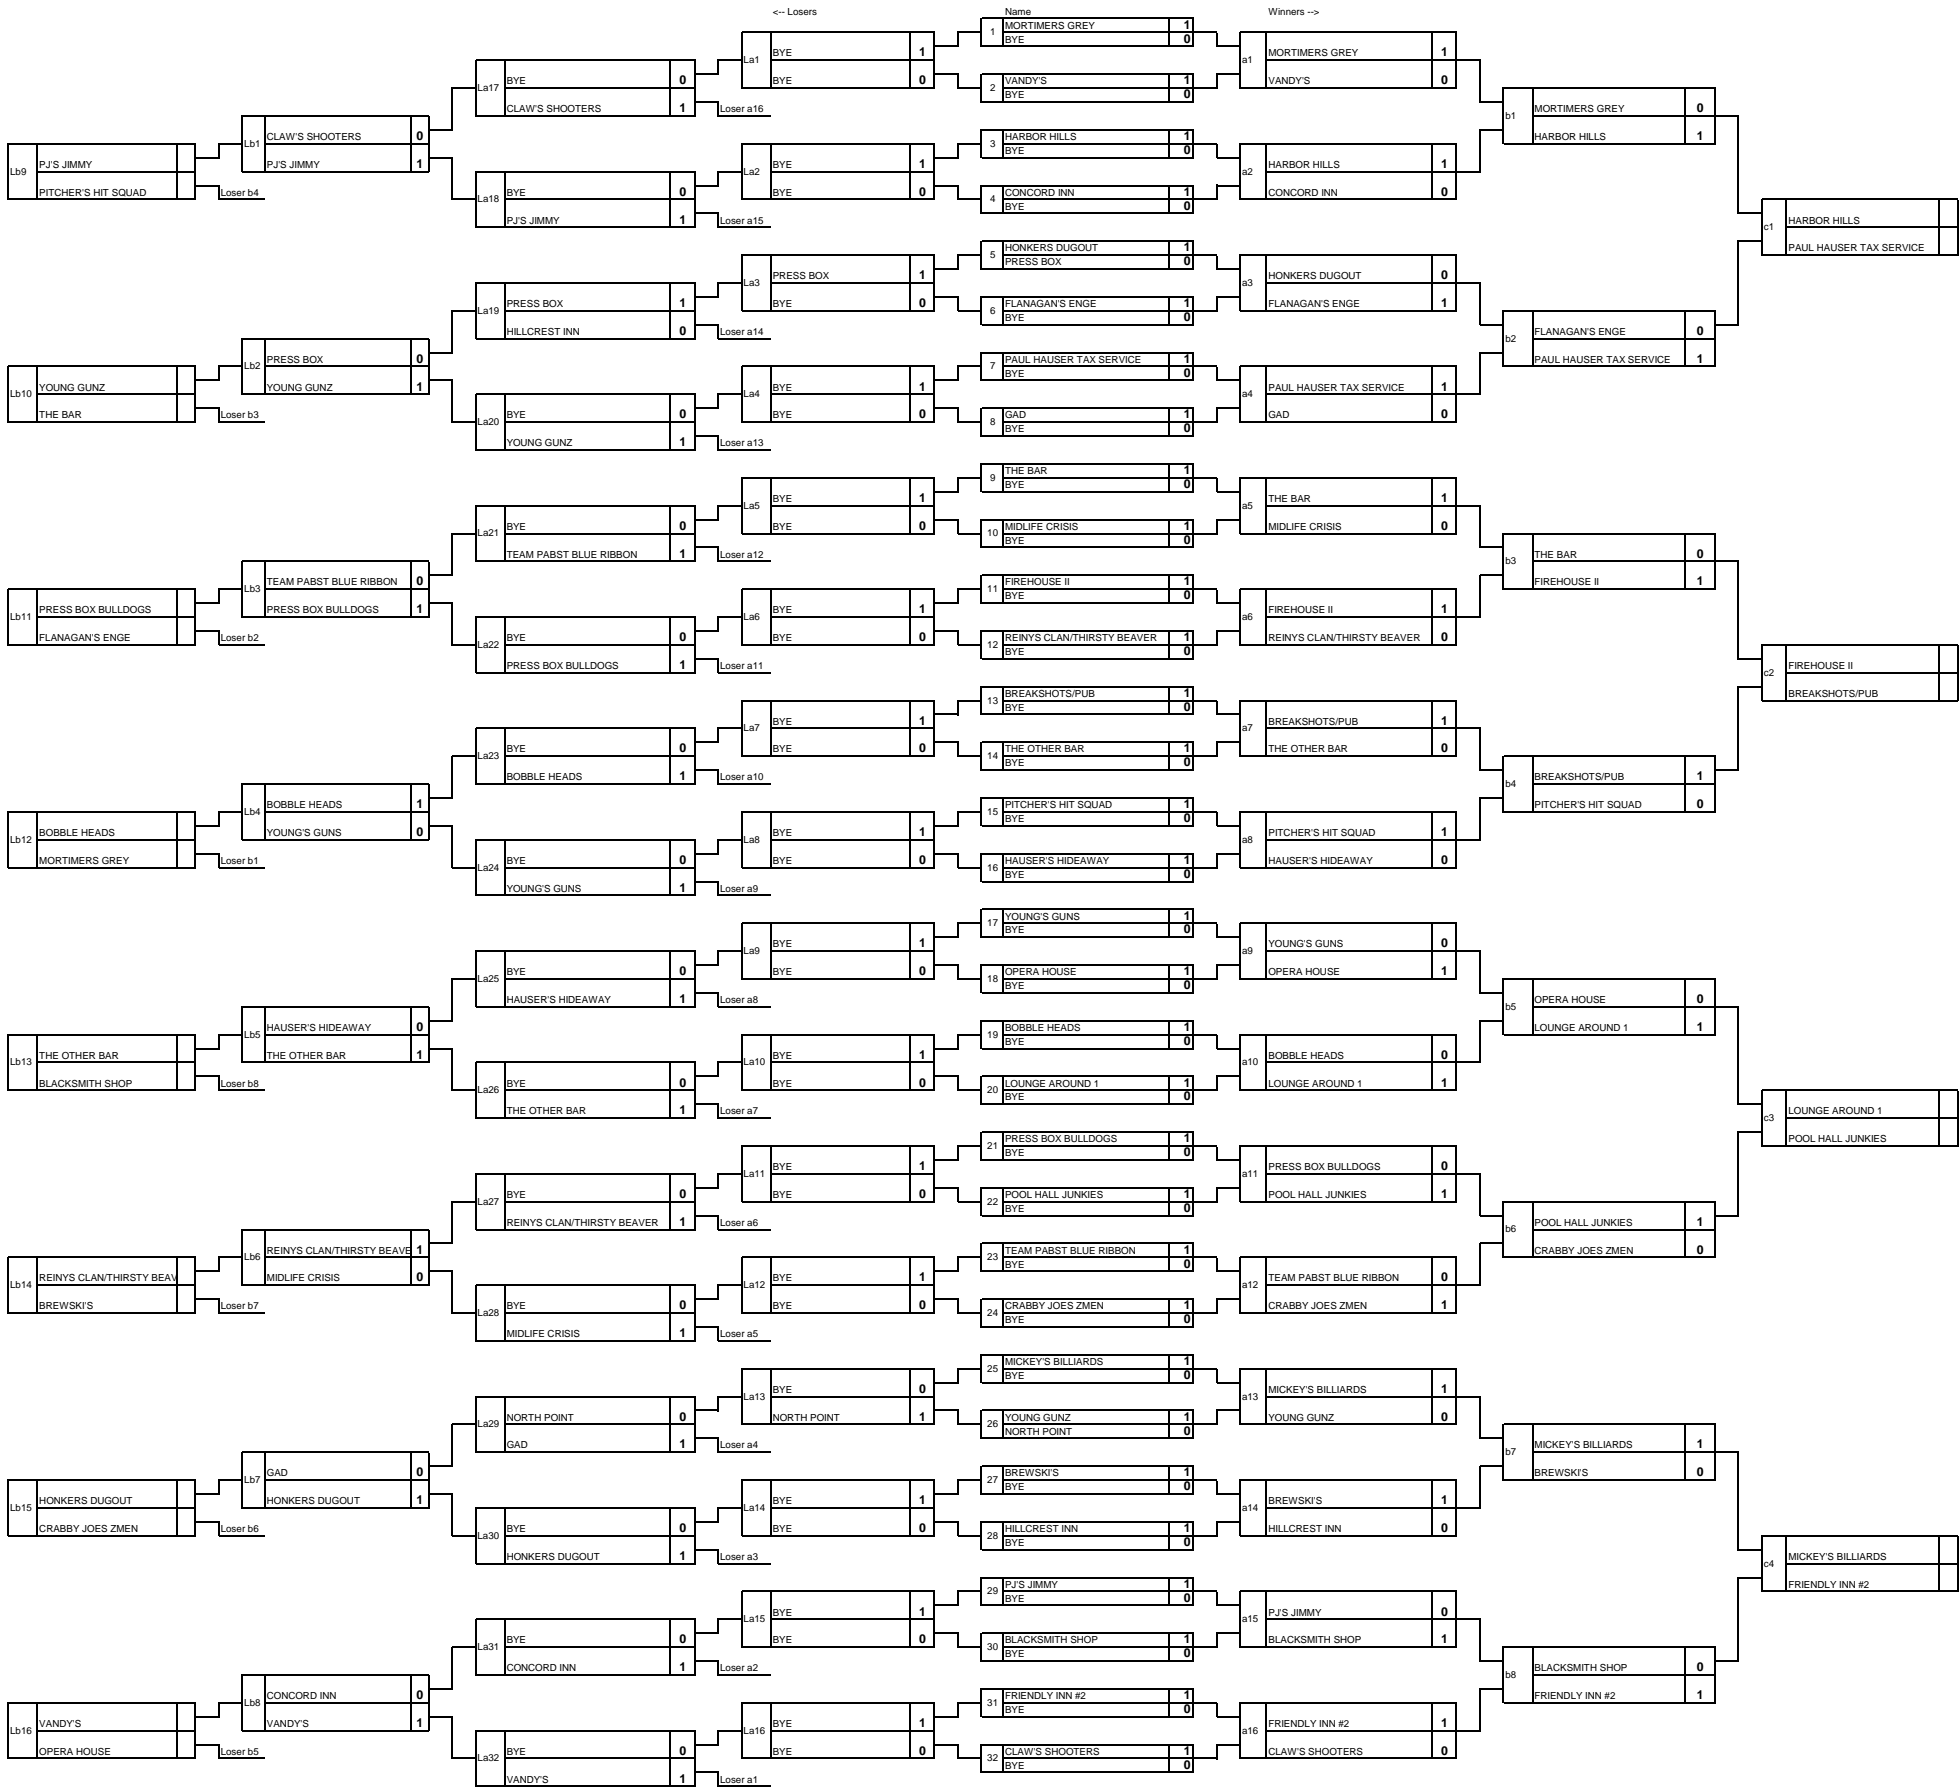 <-- Losers Name Winners -->
1 MORTIMERS GREY 1
BYE 0
2 VANDY'S 1
BYE 0
3 HARBOR HILLS 1
BYE 0
4 CONCORD INN 1
BYE 0
5 HONKERS DUGOUT 1
PRESS BOX 0
6 FLANAGAN'S ENGE 1
BYE 0
7 PAUL HAUSER TAX SERVICE 1
BYE 0
8 GAD 1
BYE 0
9 THE BAR 1
BYE 0
10 MIDLIFE CRISIS 1
BYE 0
11 FIREHOUSE II 1
BYE 0
12 REINYS CLAN/THIRSTY BEAVER 1
BYE 0
13 BREAKSHOTS/PUB 1
BYE 0
14 THE OTHER BAR 1
BYE 0
15 PITCHER'S HIT SQUAD 1
BYE 0
16 HAUSER'S HIDEAWAY 1
BYE 0
17 YOUNG'S GUNS 1
BYE 0
18 OPERA HOUSE 1
BYE 0
19 BOBBLE HEADS 1
BYE 0
20 LOUNGE AROUND 1 1
BYE 0
21 PRESS BOX BULLDOGS 1
BYE 0
22 POOL HALL JUNKIES 1
BYE 0
23 TEAM PABST BLUE RIBBON 1
BYE 0
24 CRABBY JOES ZMEN 1
BYE 0
25 MICKEY'S BILLIARDS 1
BYE 0
26 YOUNG GUNZ 1
NORTH POINT 0
27 BREWSKI'S 1
BYE 0
28 HILLCREST INN 1
BYE 0
29 PJ'S JIMMY 1
BYE 0
30 BLACKSMITH SHOP 1
BYE 0
31 FRIENDLY INN #2 1
BYE 0
32 CLAW'S SHOOTERS 1
BYE 0
a1 MORTIMERS GREY 1
VANDY'S 0
a2 HARBOR HILLS 1
CONCORD INN 0
a3 HONKERS DUGOUT 0
FLANAGAN'S ENGE 1
a4 PAUL HAUSER TAX SERVICE 1
GAD 0
a5 THE BAR 1
MIDLIFE CRISIS 0
a6 FIREHOUSE II 1
REINYS CLAN/THIRSTY BEAVER 0
a7 BREAKSHOTS/PUB 1
THE OTHER BAR 0
a8 PITCHER'S HIT SQUAD 1
HAUSER'S HIDEAWAY 0
a9 YOUNG'S GUNS 0
OPERA HOUSE 1
a10 BOBBLE HEADS 0
LOUNGE AROUND 1 1
a11 PRESS BOX BULLDOGS 0
POOL HALL JUNKIES 1
a12 TEAM PABST BLUE RIBBON 0
CRABBY JOES ZMEN 1
a13 MICKEY'S BILLIARDS 1
YOUNG GUNZ 0
a14 BREWSKI'S 1
HILLCREST INN 0
a15 PJ'S JIMMY 0
BLACKSMITH SHOP 1
a16 FRIENDLY INN #2 1
CLAW'S SHOOTERS 0
b1 MORTIMERS GREY 0
HARBOR HILLS 1
b2 FLANAGAN'S ENGE 0
PAUL HAUSER TAX SERVICE 1
b3 THE BAR 0
FIREHOUSE II 1
b4 BREAKSHOTS/PUB 1
PITCHER'S HIT SQUAD 0
b5 OPERA HOUSE 0
LOUNGE AROUND 1 1
b6 POOL HALL JUNKIES 1
CRABBY JOES ZMEN 0
b7 MICKEY'S BILLIARDS 1
BREWSKI'S 0
b8 BLACKSMITH SHOP 0
FRIENDLY INN #2 1
c1 HARBOR HILLS
PAUL HAUSER TAX SERVICE
c2 FIREHOUSE II
BREAKSHOTS/PUB
c3 LOUNGE AROUND 1
POOL HALL JUNKIES
c4 MICKEY'S BILLIARDS
FRIENDLY INN #2
La1 BYE 1
BYE 0
La2 BYE 1
BYE 0
La3 PRESS BOX 1
BYE 0
La4 BYE 1
BYE 0
La5 BYE 1
BYE 0
La6 BYE 1
BYE 0
La7 BYE 1
BYE 0
La8 BYE 1
BYE 0
La9 BYE 1
BYE 0
La10 BYE 1
BYE 0
La11 BYE 1
BYE 0
La12 BYE 1
BYE 0
La13 BYE 0
NORTH POINT 1
La14 BYE 1
BYE 0
La15 BYE 1
BYE 0
La16 BYE 1
BYE 0
La17 BYE 0
CLAW'S SHOOTERS 1 Loser a16
La18 BYE 0
PJ'S JIMMY 1 Loser a15
La19 PRESS BOX 1
HILLCREST INN 0 Loser a14
La20 BYE 0
YOUNG GUNZ 1 Loser a13
La21 BYE 0
TEAM PABST BLUE RIBBON 1 Loser a12
La22 BYE 0
PRESS BOX BULLDOGS 1 Loser a11
La23 BYE 0
BOBBLE HEADS 1 Loser a10
La24 BYE 0
YOUNG'S GUNS 1 Loser a9
La25 BYE 0
HAUSER'S HIDEAWAY 1 Loser a8
La26 BYE 0
THE OTHER BAR 1 Loser a7
La27 BYE 0
REINYS CLAN/THIRSTY BEAVER 1 Loser a6
La28 BYE 0
MIDLIFE CRISIS 1 Loser a5
La29 NORTH POINT 0
GAD 1 Loser a4
La30 BYE 0
HONKERS DUGOUT 1 Loser a3
La31 BYE 0
CONCORD INN 1 Loser a2
La32 BYE 0
VANDY'S 1 Loser a1
Lb1 CLAW'S SHOOTERS 0
PJ'S JIMMY 1
Lb2 PRESS BOX 0
YOUNG GUNZ 1
Lb3 TEAM PABST BLUE RIBBON 0
PRESS BOX BULLDOGS 1
Lb4 BOBBLE HEADS 1
YOUNG'S GUNS 0
Lb5 HAUSER'S HIDEAWAY 0
THE OTHER BAR 1
Lb6 REINYS CLAN/THIRSTY BEAVE 1
MIDLIFE CRISIS 0
Lb7 GAD 0
HONKERS DUGOUT 1
Lb8 CONCORD INN 0
VANDY'S 1
Lb9 PJ'S JIMMY
PITCHER'S HIT SQUAD Loser b4
Lb10 YOUNG GUNZ
THE BAR Loser b3
Lb11 PRESS BOX BULLDOGS
FLANAGAN'S ENGE Loser b2
Lb12 BOBBLE HEADS
MORTIMERS GREY Loser b1
Lb13 THE OTHER BAR
BLACKSMITH SHOP Loser b8
Lb14 REINYS CLAN/THIRSTY BEAV
BREWSKI'S Loser b7
Lb15 HONKERS DUGOUT
CRABBY JOES ZMEN Loser b6
Lb16 VANDY'S
OPERA HOUSE Loser b5